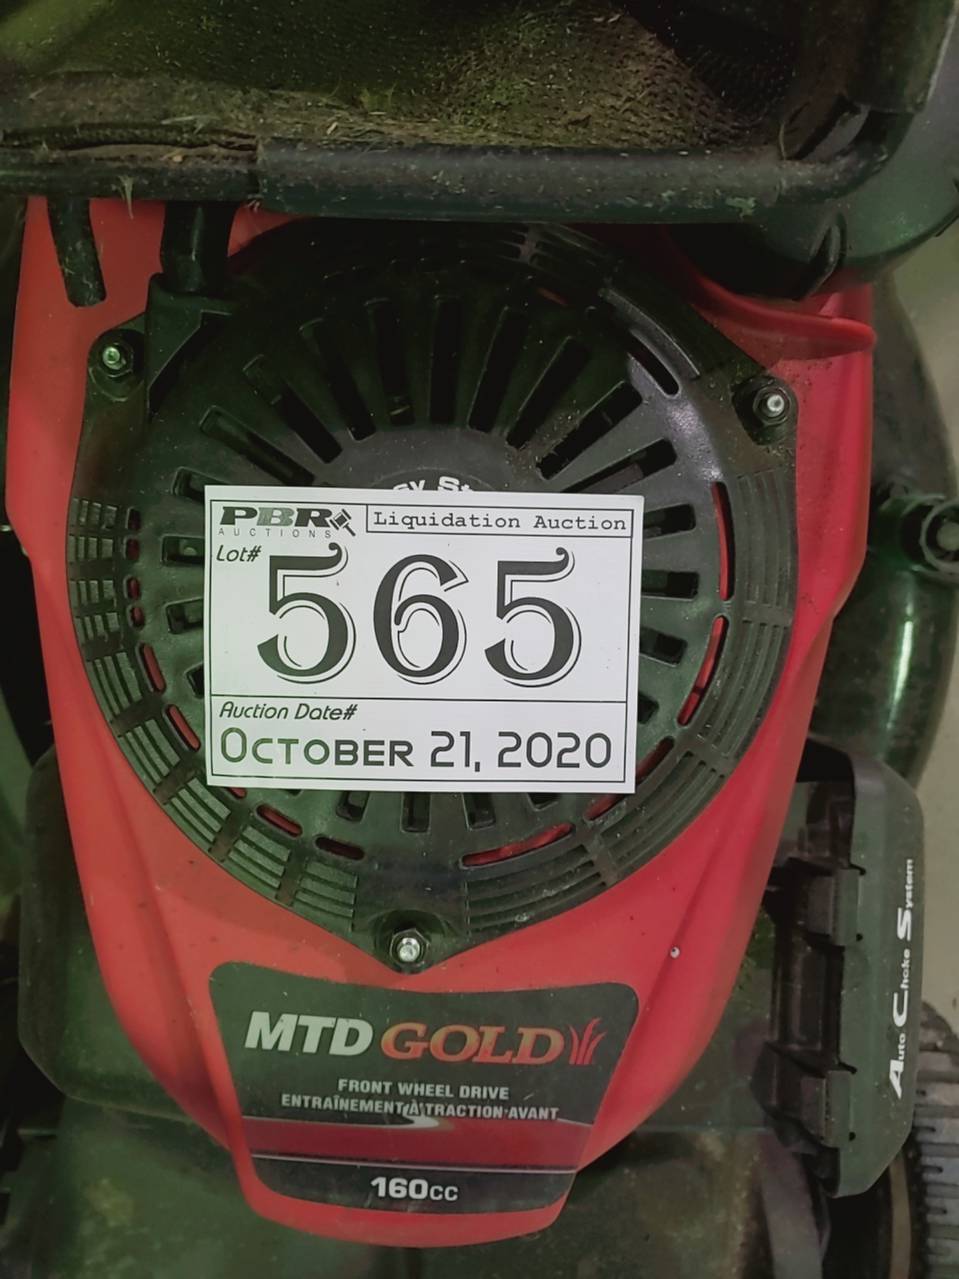 PBR
AUCTIONS
Liquidation Auction
Lot#
565
Auction Date#
OCTOBER 21, 2020
MTD GOLD
FRONT WHEEL DRIVE
ENTRAÎNEMENT À TRACTION AVANT
160CC
Auto Choke System